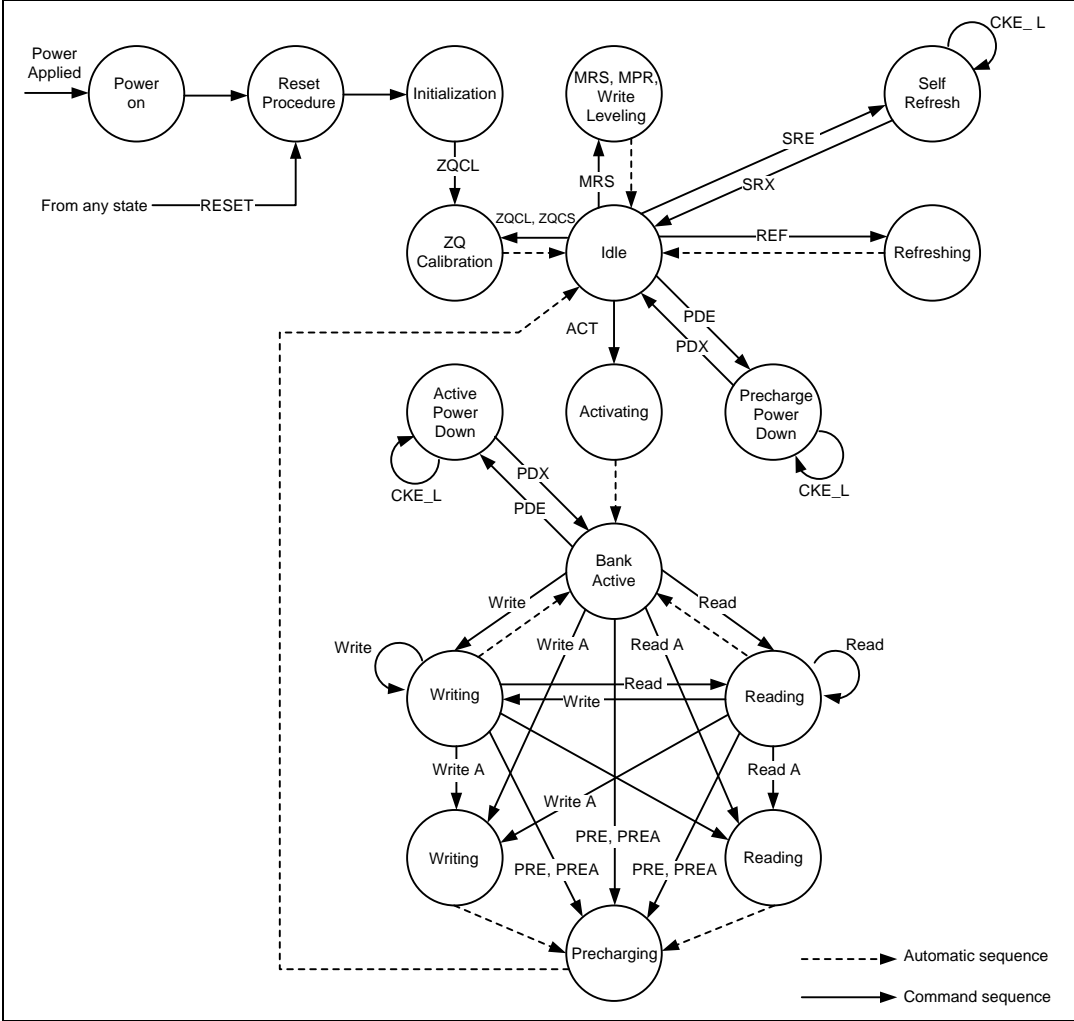 Power
Applied
Power
on
Reset
Procedure
Initialization
MRS, MPR,
Write
Leveling
Self
Refresh
CKE_ L
From any state
RESET
ZQCL
MRS
SRE
SRX
ZQCL, ZQCS
REF
ZQ
Calibration
Idle
Refreshing
ACT
PDE
PDX
Active
Power
Down
Activating
Precharge
Power
Down
CKE_L
PDX
PDE
CKE_L
Bank
Active
Write
Read
Write A
Read A
Write
Read
Writing
Read
Write
Reading
Write A
Read A
Write A
Writing
PRE, PREA
Reading
PRE, PREA
PRE, PREA
Precharging
Automatic sequence
Command sequence